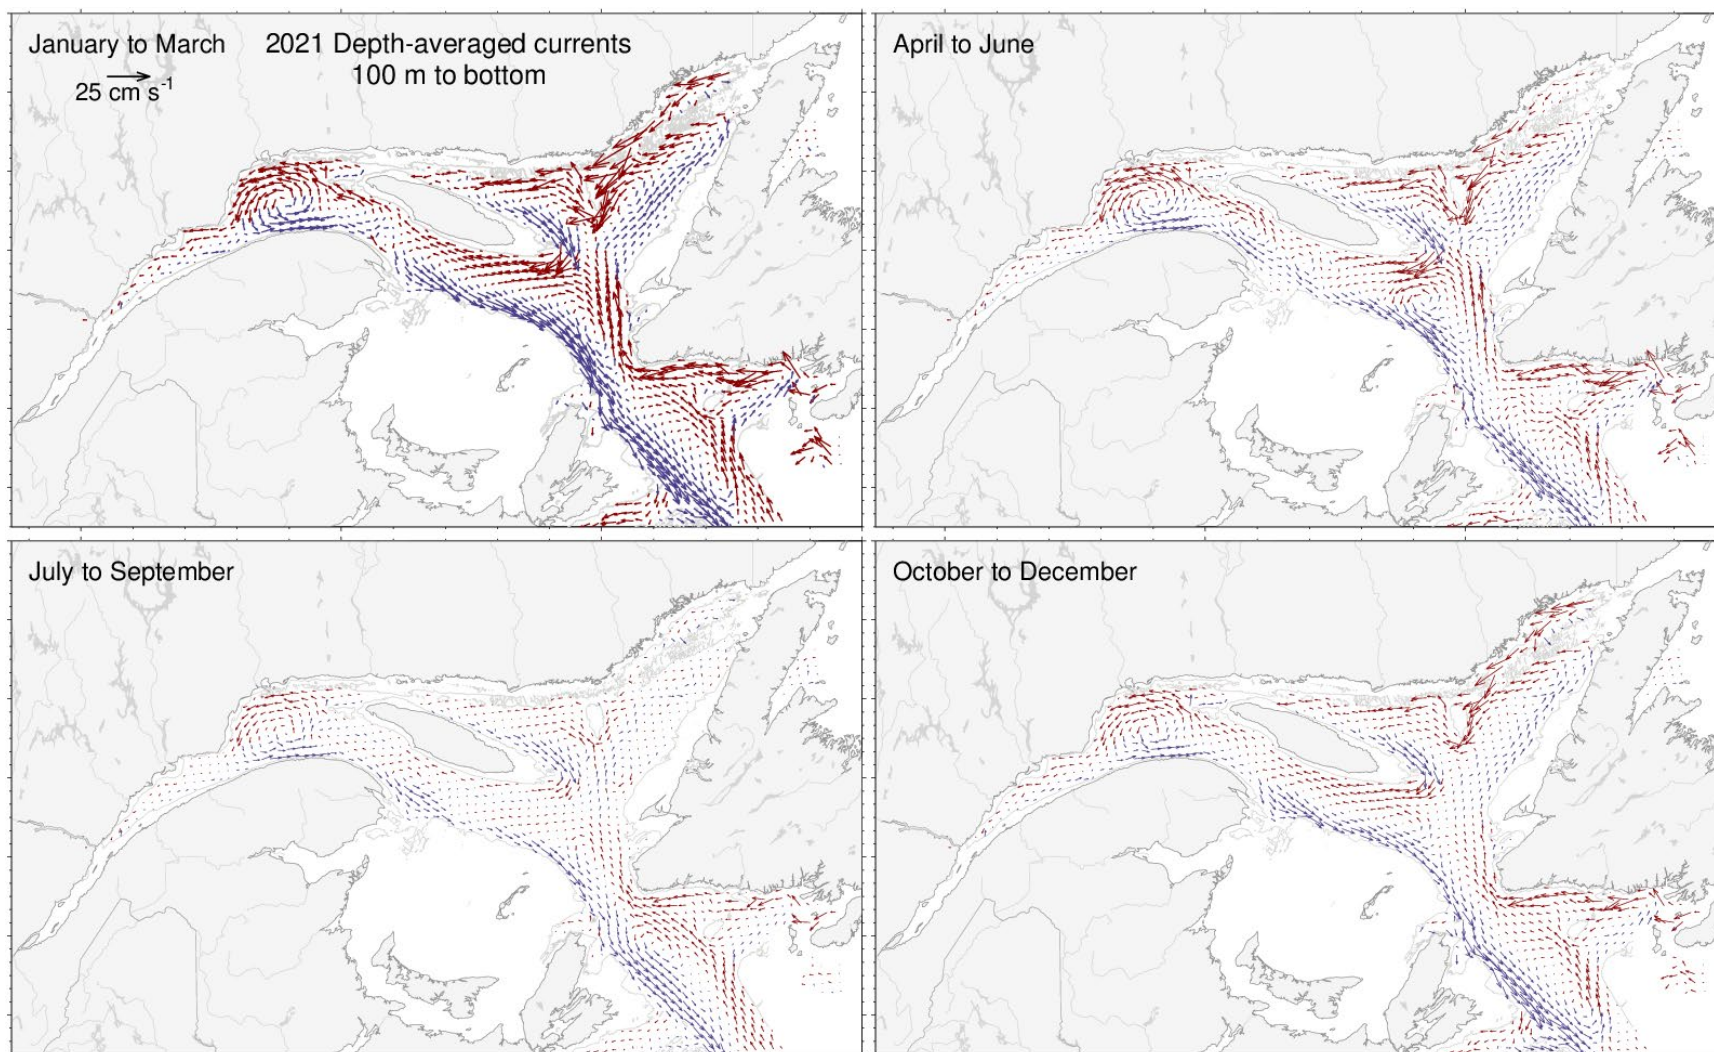 January to March
2021 Depth-averaged currents
100 m to bottom
25 cm s⁻¹
April to June
July to September
October to December